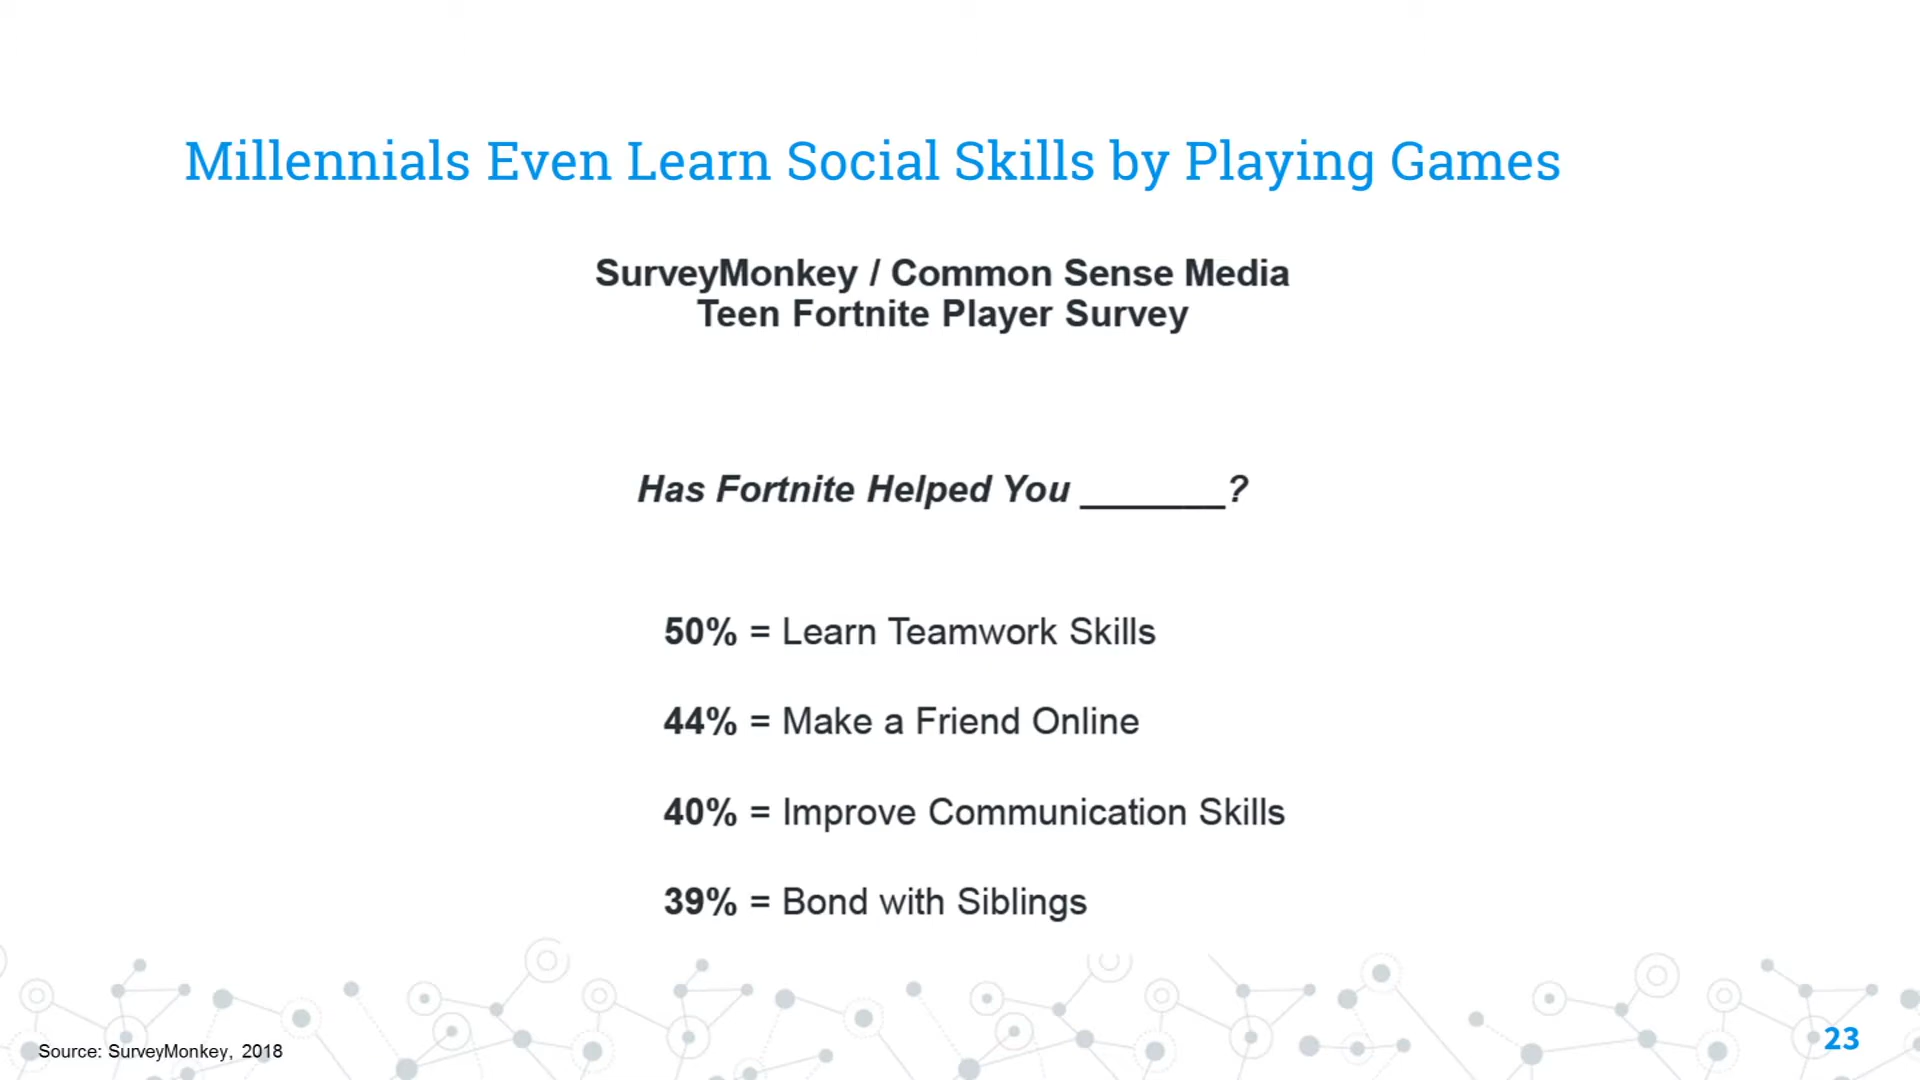 Millennials Even Learn Social Skills by Playing Games
SurveyMonkey / Common Sense Media
Teen Fortnite Player Survey
Has Fortnite Helped You _______?
50% = Learn Teamwork Skills
44% = Make a Friend Online
40% = Improve Communication Skills
39% = Bond with Siblings
Source: SurveyMonkey, 2018
23